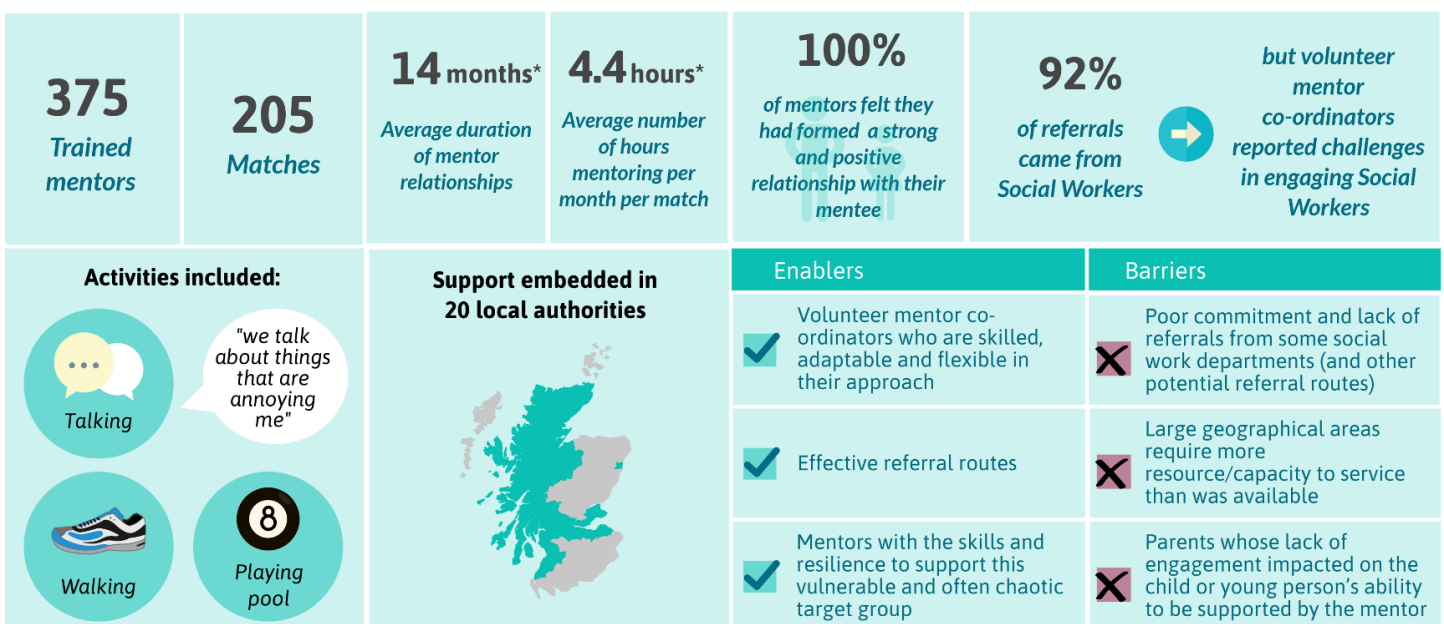 375
Trained
mentors
205
Matches
14 months*
Average duration
of mentor
relationships
4.4 hours*
Average number
of hours
mentoring per
month per match
100%
of mentors felt they
had formed a strong
and positive
relationship with their
mentee
92%
of referrals
came from
Social Workers
but volunteer
mentor
co-ordinators
reported challenges
in engaging Social
Workers
Activities included:
Talking
"we talk
about things
that are
annoying
me"
Walking
8
Playing
pool
Support embedded in
20 local authorities
Enablers
Barriers
Volunteer mentor co-
ordinators who are skilled,
adaptable and flexible in
their approach
Poor commitment and lack of
referrals from some social
work departments (and other
potential referral routes)
Effective referral routes
Large geographical areas
require more
resource/capacity to service
than was available
Mentors with the skills and
resilience to support this
vulnerable and often chaotic
target group
Parents whose lack of
engagement impacted on the
child or young person's ability
to be supported by the mentor